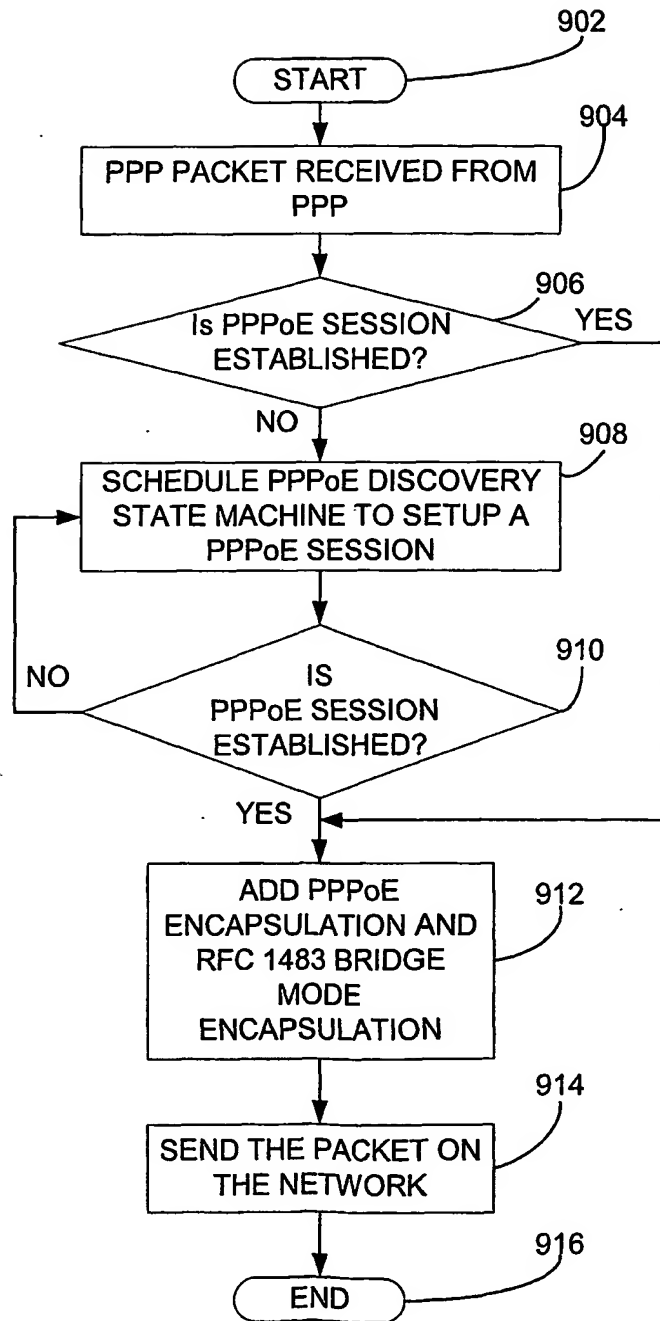 902
START
904
PPP PACKET RECEIVED FROM
PPP
906
Is PPPoE SESSION
ESTABLISHED?
YES
NO
908
SCHEDULE PPPoE DISCOVERY
STATE MACHINE TO SETUP A
PPPoE SESSION
910
NO
IS
PPPoE SESSION
ESTABLISHED?
YES
912
ADD PPPoE
ENCAPSULATION AND
RFC 1483 BRIDGE
MODE
ENCAPSULATION
914
SEND THE PACKET ON
THE NETWORK
916
END